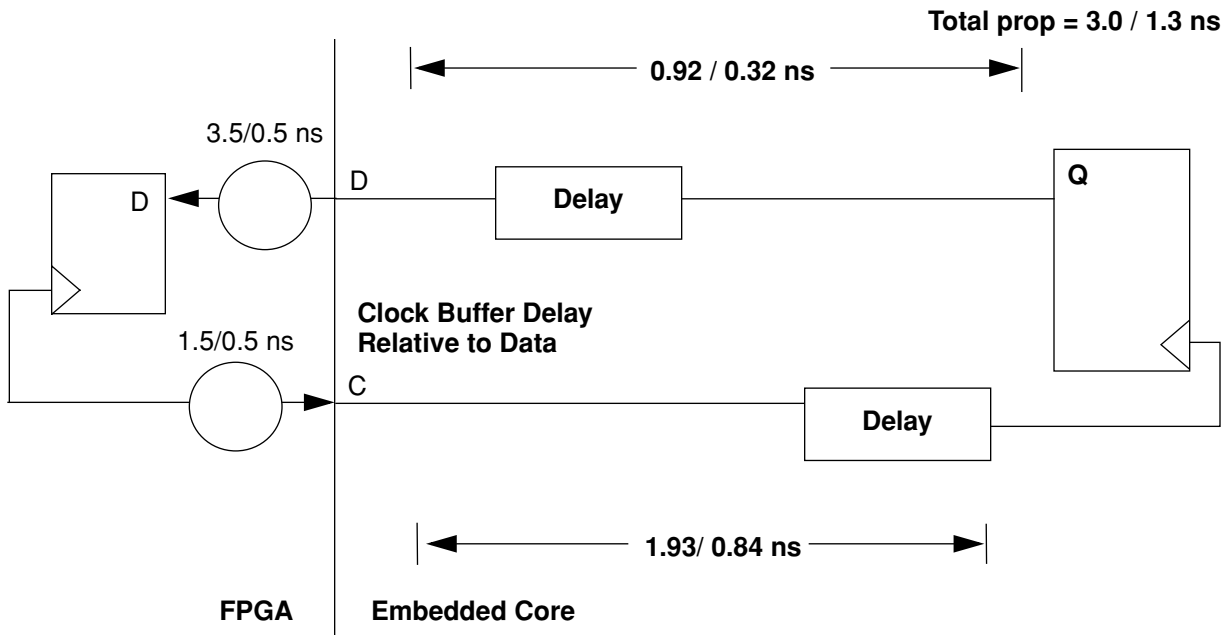 Total prop = 3.0 / 1.3 ns
0.92 / 0.32 ns
3.5/0.5 ns
D
D
Delay
Q
Clock Buffer Delay
Relative to Data
1.5/0.5 ns
C
Delay
1.93/ 0.84 ns
FPGA
Embedded Core